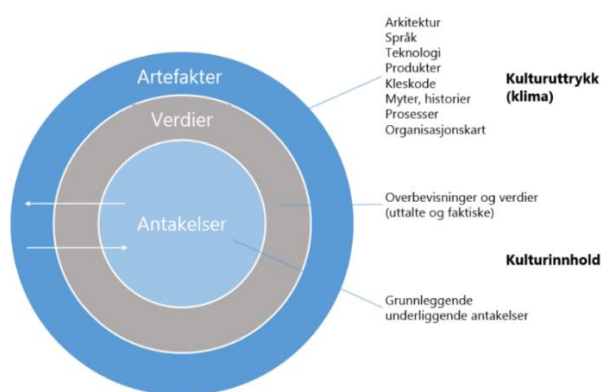 Artefakter
Verdier
Antakelser
Arkitektur
Språk
Teknologi
Produkter
Kleskode
Myter, historier
Prosesser
Organisasjonskart
Kulturuttrykk
(klima)
Overbevisninger og verdier
(uttalte og faktiske)
Kulturinnhold
Grunnleggende
underliggende antakelser